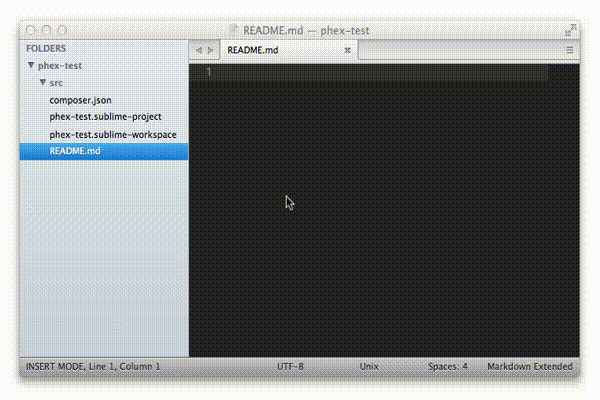 README.md — phex-test
FOLDERS
phex-test
src
composer.json
phex-test.sublime-project
phex-test.sublime-workspace
README.md
README.md
1
INSERT MODE, Line 1, Column 1 UTF-8 Unix Spaces: 4 Markdown Extended